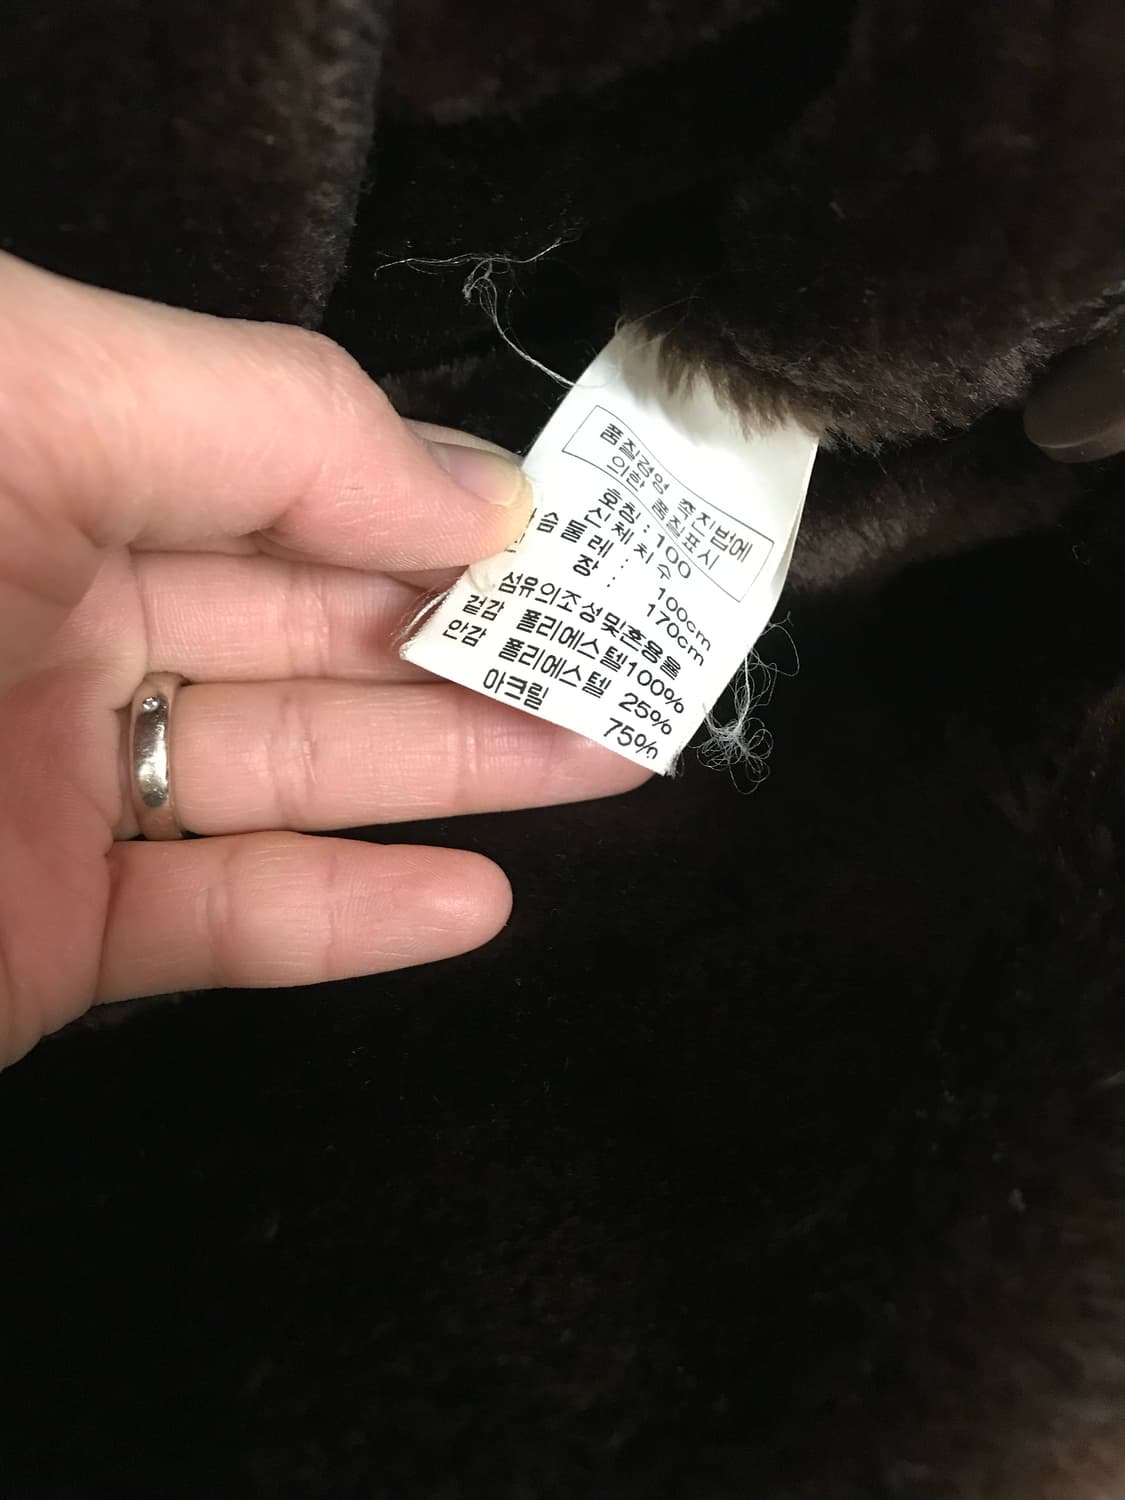 품질경영 촉진법에
의한 품질표시
호칭 : 100
신체치수
슴둘레 : 100cm
장 : 170cm
섬유의조성및혼용율
겉감 폴리에스텔100%
안감 폴리에스텔 25%
아크릴 75%